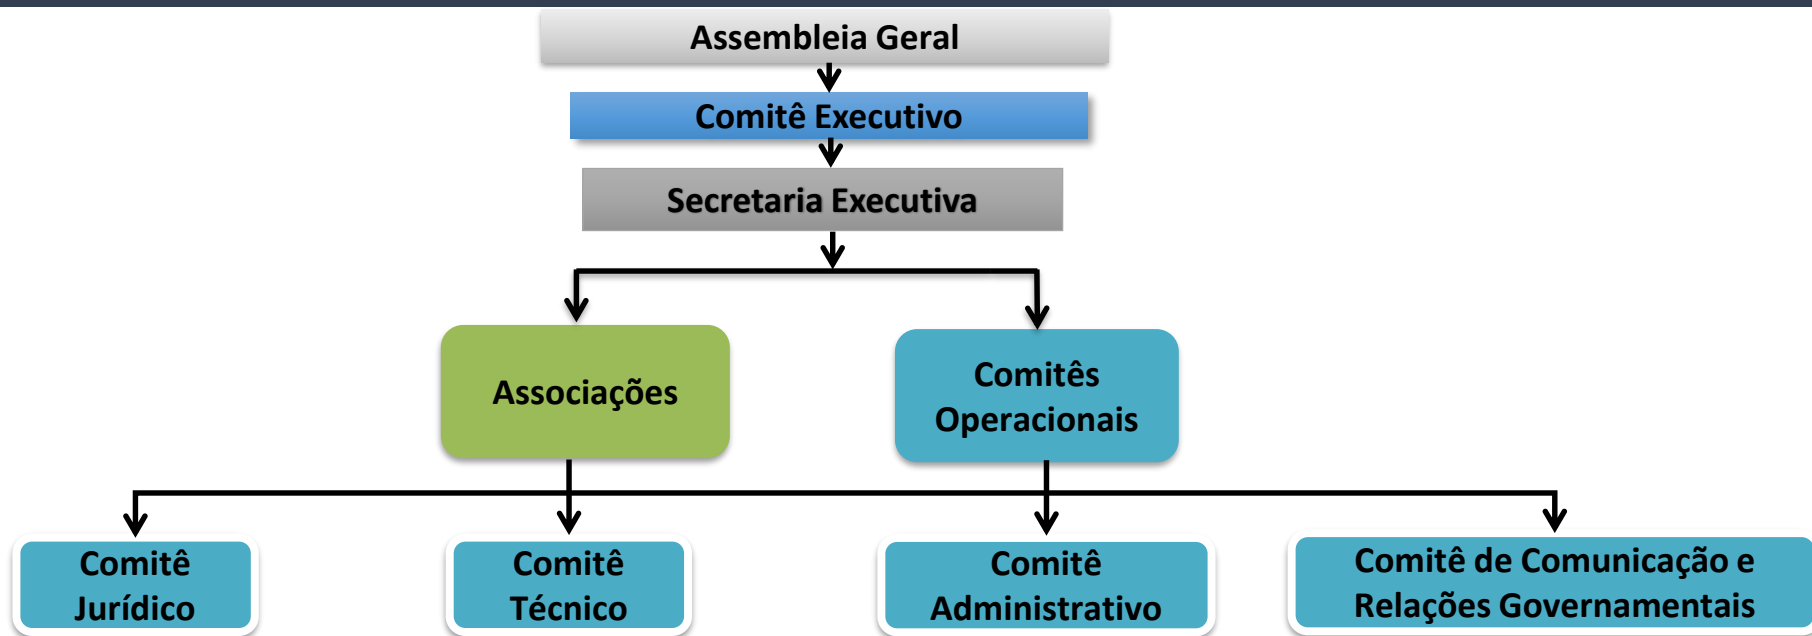 Assembleia Geral
Comitê Executivo
Secretaria Executiva
Associações
Comitês
Operacionais
Comitê
Jurídico
Comitê
Técnico
Comitê
Administrativo
Comitê de Comunicação e
Relações Governamentais